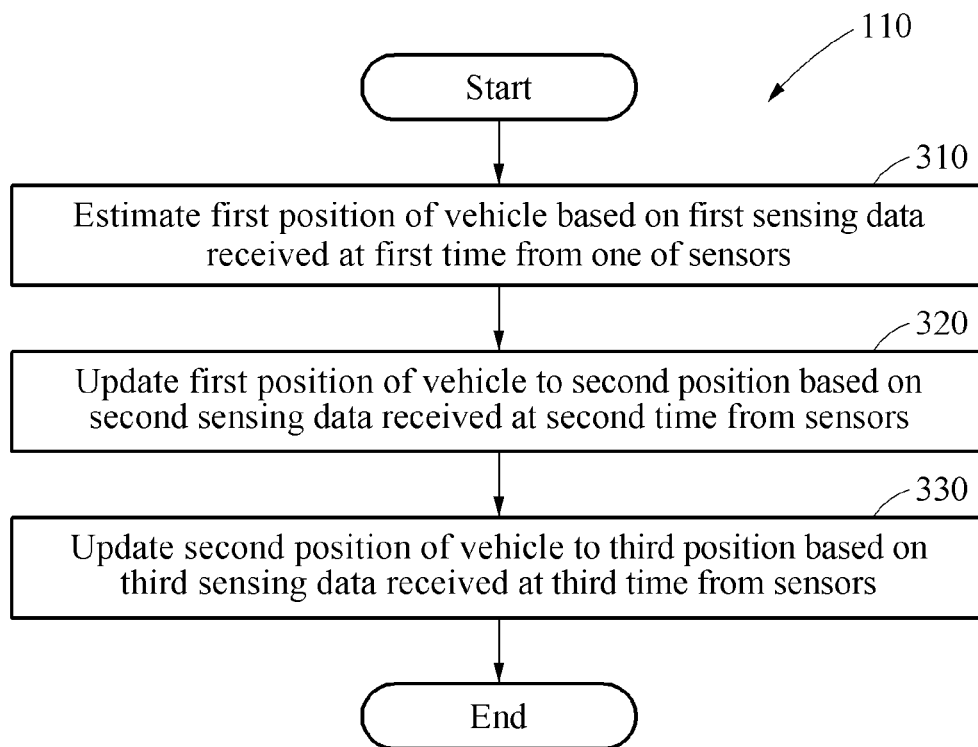 110
Start
310
Estimate first position of vehicle based on first sensing data
received at first time from one of sensors
320
Update first position of vehicle to second position based on
second sensing data received at second time from sensors
330
Update second position of vehicle to third position based on
third sensing data received at third time from sensors
End